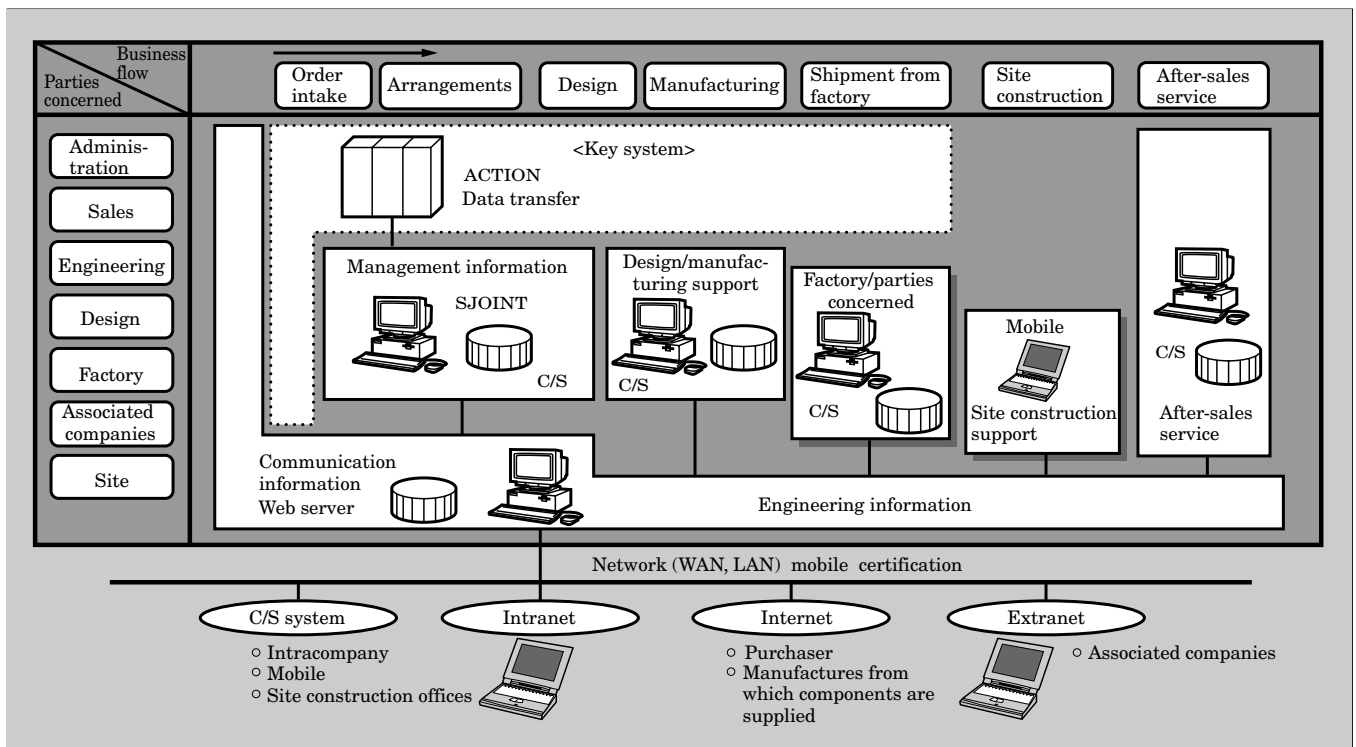 Business
flow
Parties
concerned
Order
intake
Arrangements
Design
Manufacturing
Shipment from
factory
Site
construction
After-sales
service
Adminis-
tration
Sales
Engineering
Design
Factory
Associated
companies
Site
<Key system>
ACTION
Data transfer
Management information
SJOINT
C/S
Design/manufac-
turing support
C/S
Factory/parties
concerned
C/S
Mobile
Site construction
support
C/S
After-sales
service
Communication
information
Web server
Engineering information
Network (WAN, LAN) mobile certification
C/S system
Intranet
Internet
Extranet
○ Intracompany
○ Mobile
○ Site construction offices
○ Purchaser
○ Manufactures from
which components are
supplied
○ Associated companies